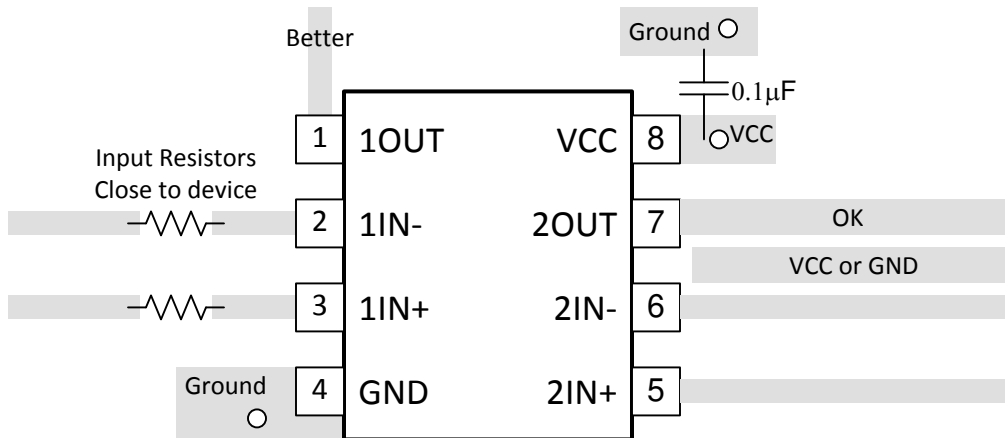 Better
Ground
0.1μF
1 1OUT VCC 8 VCC
Input Resistors
Close to device
2 1IN- 2OUT 7 OK
VCC or GND
3 1IN+ 2IN- 6
Ground
4 GND 2IN+ 5